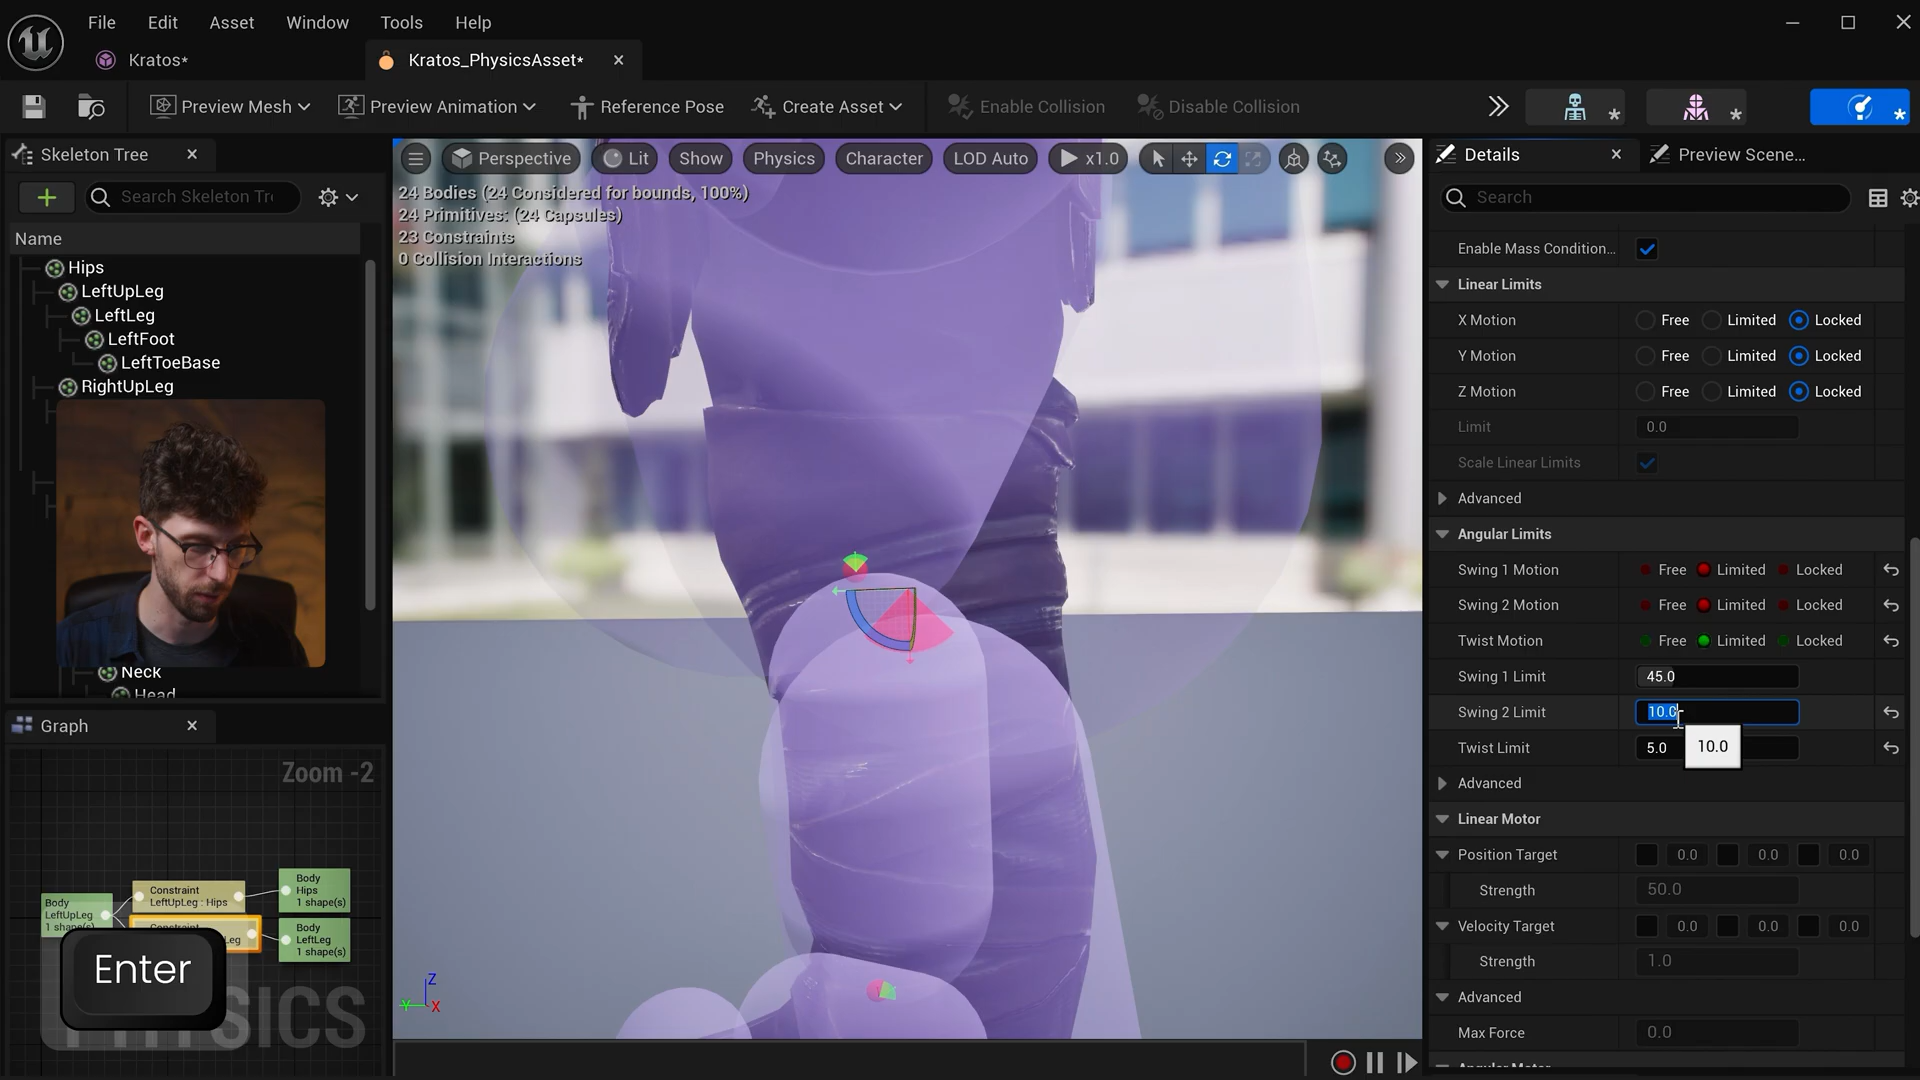 File Edit Asset Window Tools Help
Kratos*
Kratos_PhysicsAsset*
Preview Mesh
Preview Animation
Reference Pose
Create Asset
Enable Collision
Disable Collision
Skeleton Tree
Search Skeleton Tr
Name
Hips
LeftUpLeg
LeftLeg
LeftFoot
LeftToeBase
RightUpLeg
Neck
Head
Graph
Zoom -2
Body
LeftUpLeg
1 shape(s)
Constraint
LeftUpLeg : Hips
Body
Hips
1 shape(s)
Constraint
Leg
Body
LeftLeg
1 shape(s)
Enter
PHYSICS
Perspective
Lit
Show
Physics
Character
LOD Auto
x1.0
24 Bodies (24 Considered for bounds, 100%)
24 Primitives: (24 Capsules)
23 Constraints
0 Collision Interactions
Z
Y
X
Details
Preview Scene...
Search
Enable Mass Condition...
Linear Limits
X Motion Free Limited Locked
Y Motion Free Limited Locked
Z Motion Free Limited Locked
Limit 0.0
Scale Linear Limits
Advanced
Angular Limits
Swing 1 Motion Free Limited Locked
Swing 2 Motion Free Limited Locked
Twist Motion Free Limited Locked
Swing 1 Limit 45.0
Swing 2 Limit 10.0
Twist Limit 5.0
10.0
Advanced
Linear Motor
Position Target 0.0 0.0 0.0
Strength 50.0
Velocity Target 0.0 0.0 0.0
Strength 1.0
Advanced
Max Force 0.0
Angular Motor